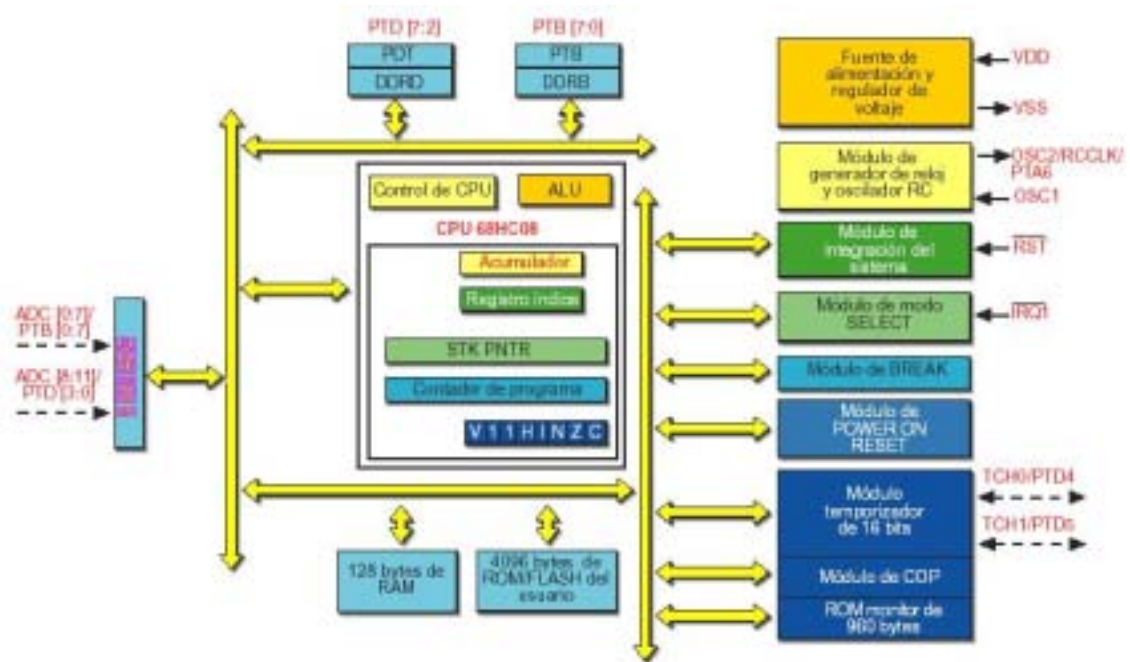 PTD [7:2]
PDT
DDRD
PTB [7:0]
PTB
DDRB
Fuente de
alimentación y
regulador de
voltaje
VDD
VSS
Módulo de
generador de reloj
y oscilador RC
OSC2/RCCLK/
PTA6
OSC1
Control de CPU
ALU
CPU 68HC08
Acumulador
Registro índice
STK PNTR
Contador de programa
V 1 1 H I N Z C
Módulo de
integración del
sistema
RST
Módulo de modo
SELECT
IRQ1
Módulo de BREAK
Módulo de
POWER ON
RESET
ADC [0:7]/
PTB [0:7]
ADC [8:11]/
PTD [3:0]
Módulo
temporizador
de 16 bits
TCH0/PTD4
TCH1/PTD5
Módulo de COP
ROM monitor de
960 bytes
128 bytes de
RAM
4096 bytes de
ROM/FLASH del
usuario